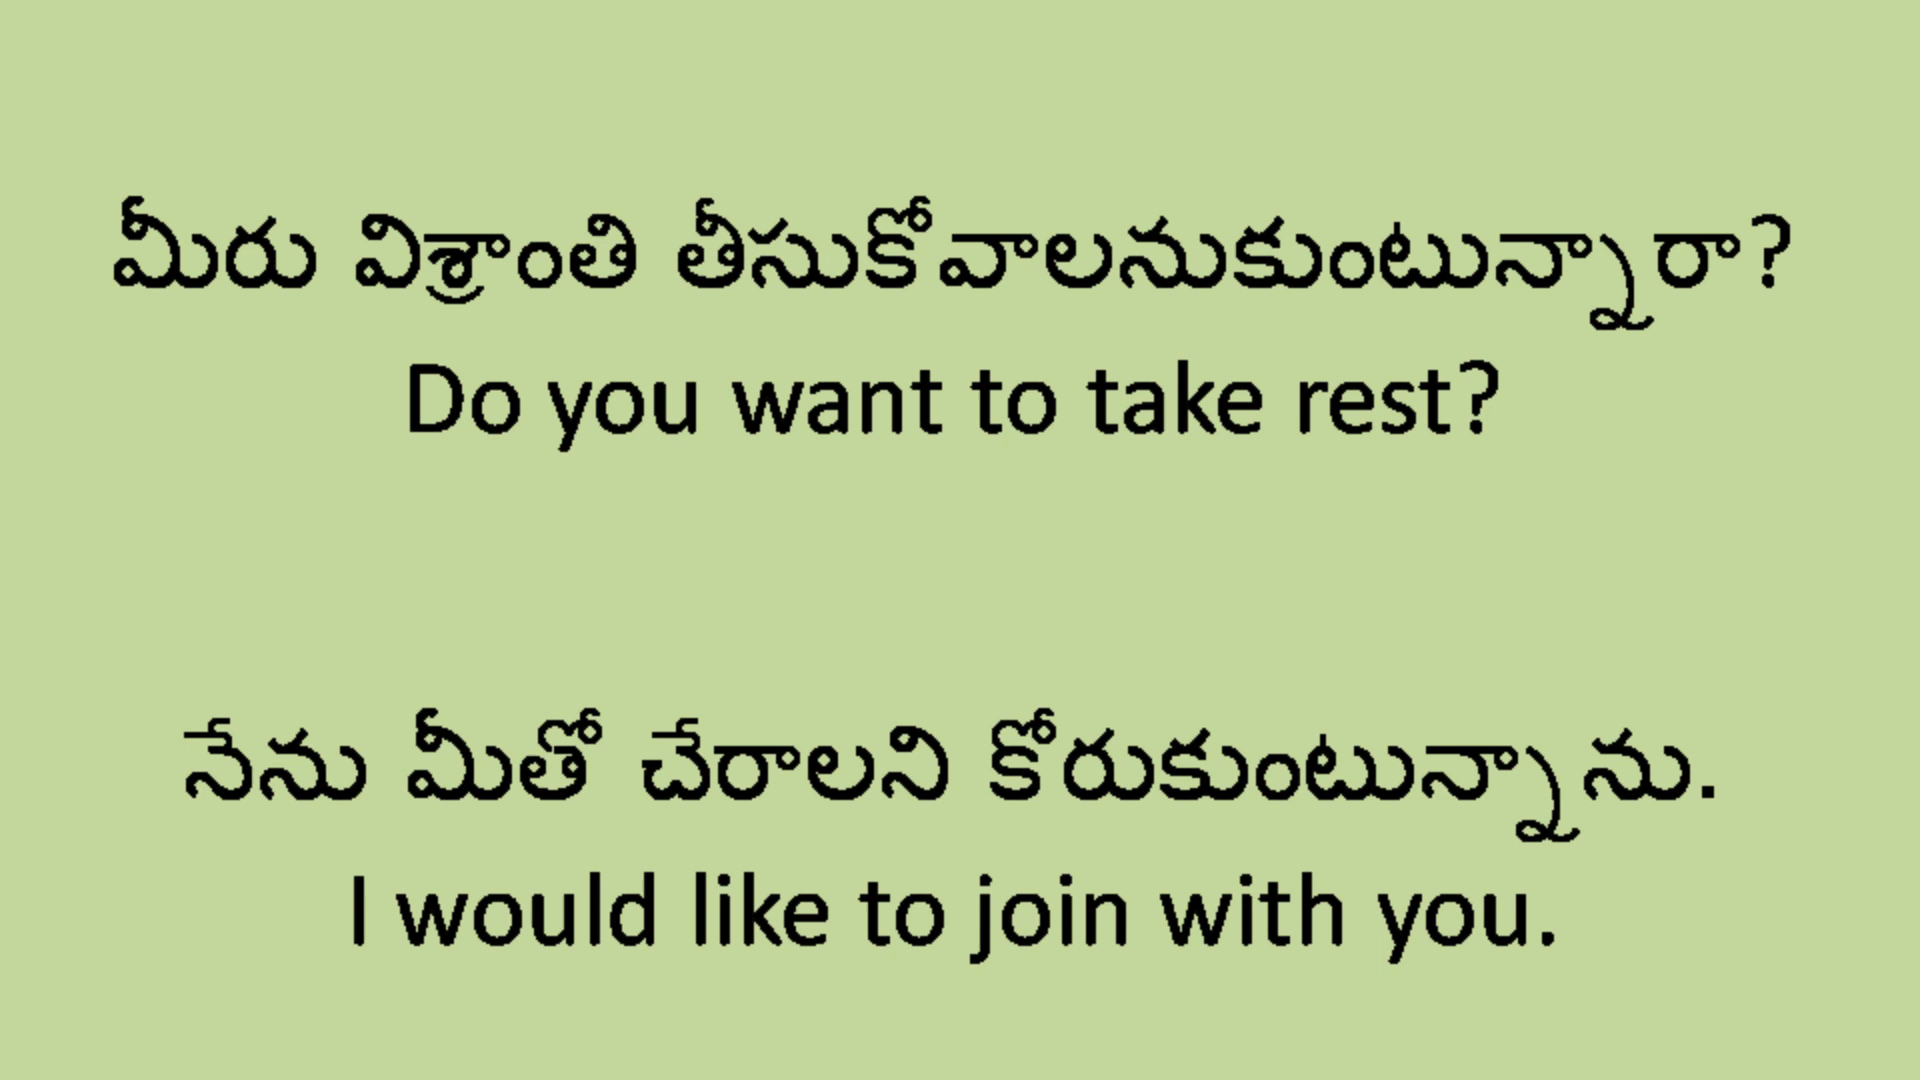 మీరు విశ్రాంతి తీసుకోవాలనుకుంటున్నారా?
Do you want to take rest?
నేను మీతో చేరాలని కోరుకుంటున్నాను.
I would like to join with you.